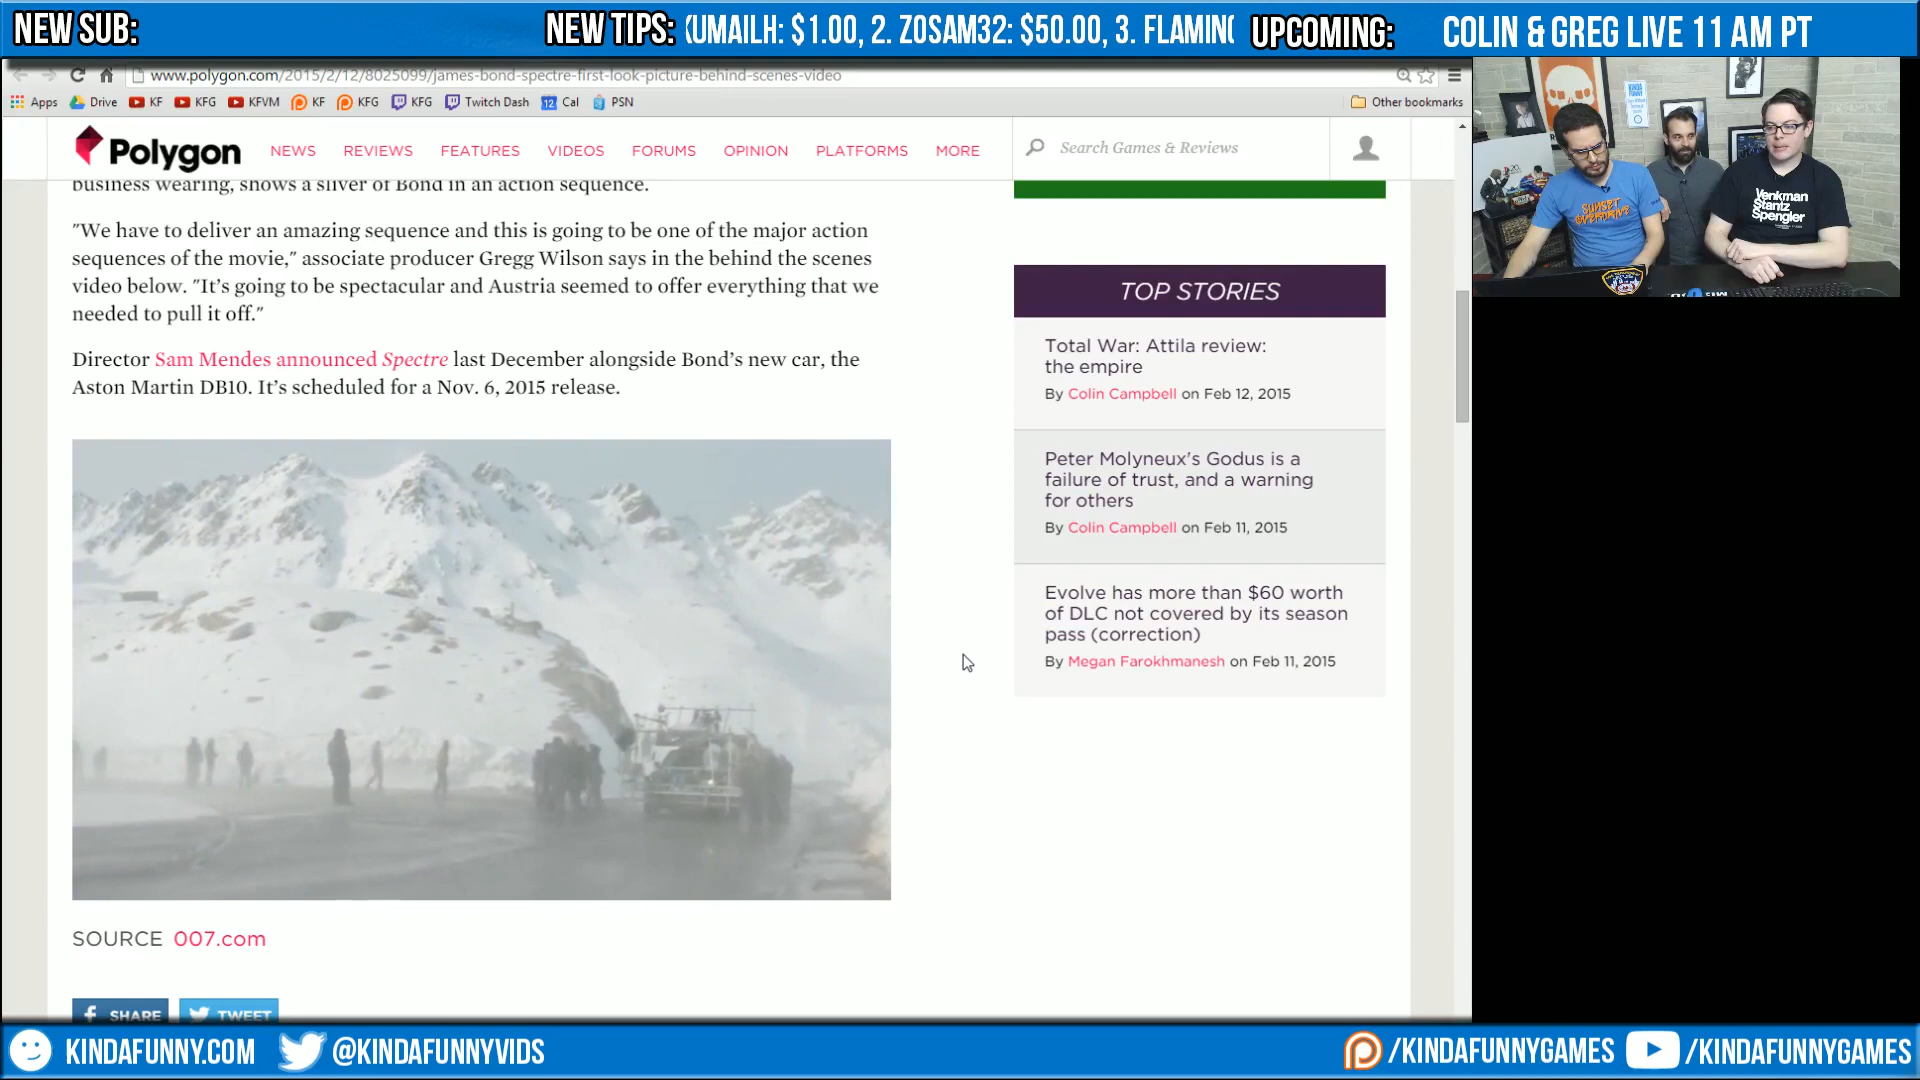 NEW SUB:
NEW TIPS:
UMAILH: $1.00, 2. ZOSAM32: $50.00, 3. FLAMIN
UPCOMING:
COLIN & GREG LIVE 11 AM PT
www.polygon.com/2015/2/12/8025099/james-bond-spectre-first-look-picture-behind-scenes-video
Apps Drive KF KFG KFVM KF KFG KFG Twitch Dash 12 Cal PSN Other bookmarks
Polygon
NEWS REVIEWS FEATURES VIDEOS FORUMS OPINION PLATFORMS MORE
Search Games & Reviews
business wearing, shows a sliver of Bond in an action sequence.
"We have to deliver an amazing sequence and this is going to be one of the major action
sequences of the movie," associate producer Gregg Wilson says in the behind the scenes
video below. "It's going to be spectacular and Austria seemed to offer everything that we
needed to pull it off."
Director Sam Mendes announced Spectre last December alongside Bond's new car, the
Aston Martin DB10. It's scheduled for a Nov. 6, 2015 release.
SOURCE 007.com
SHARE
TWEET
TOP STORIES
Total War: Attila review:
the empire
By Colin Campbell on Feb 12, 2015
Peter Molyneux's Godus is a
failure of trust, and a warning
for others
By Colin Campbell on Feb 11, 2015
Evolve has more than $60 worth
of DLC not covered by its season
pass (correction)
By Megan Farokhmanesh on Feb 11, 2015
SUNSET
OVERDRIVE
Venkman
Stantz
Spengler
KINDAFUNNY.COM
@KINDAFUNNYVIDS
/KINDAFUNNYGAMES
/KINDAFUNNYGAMES